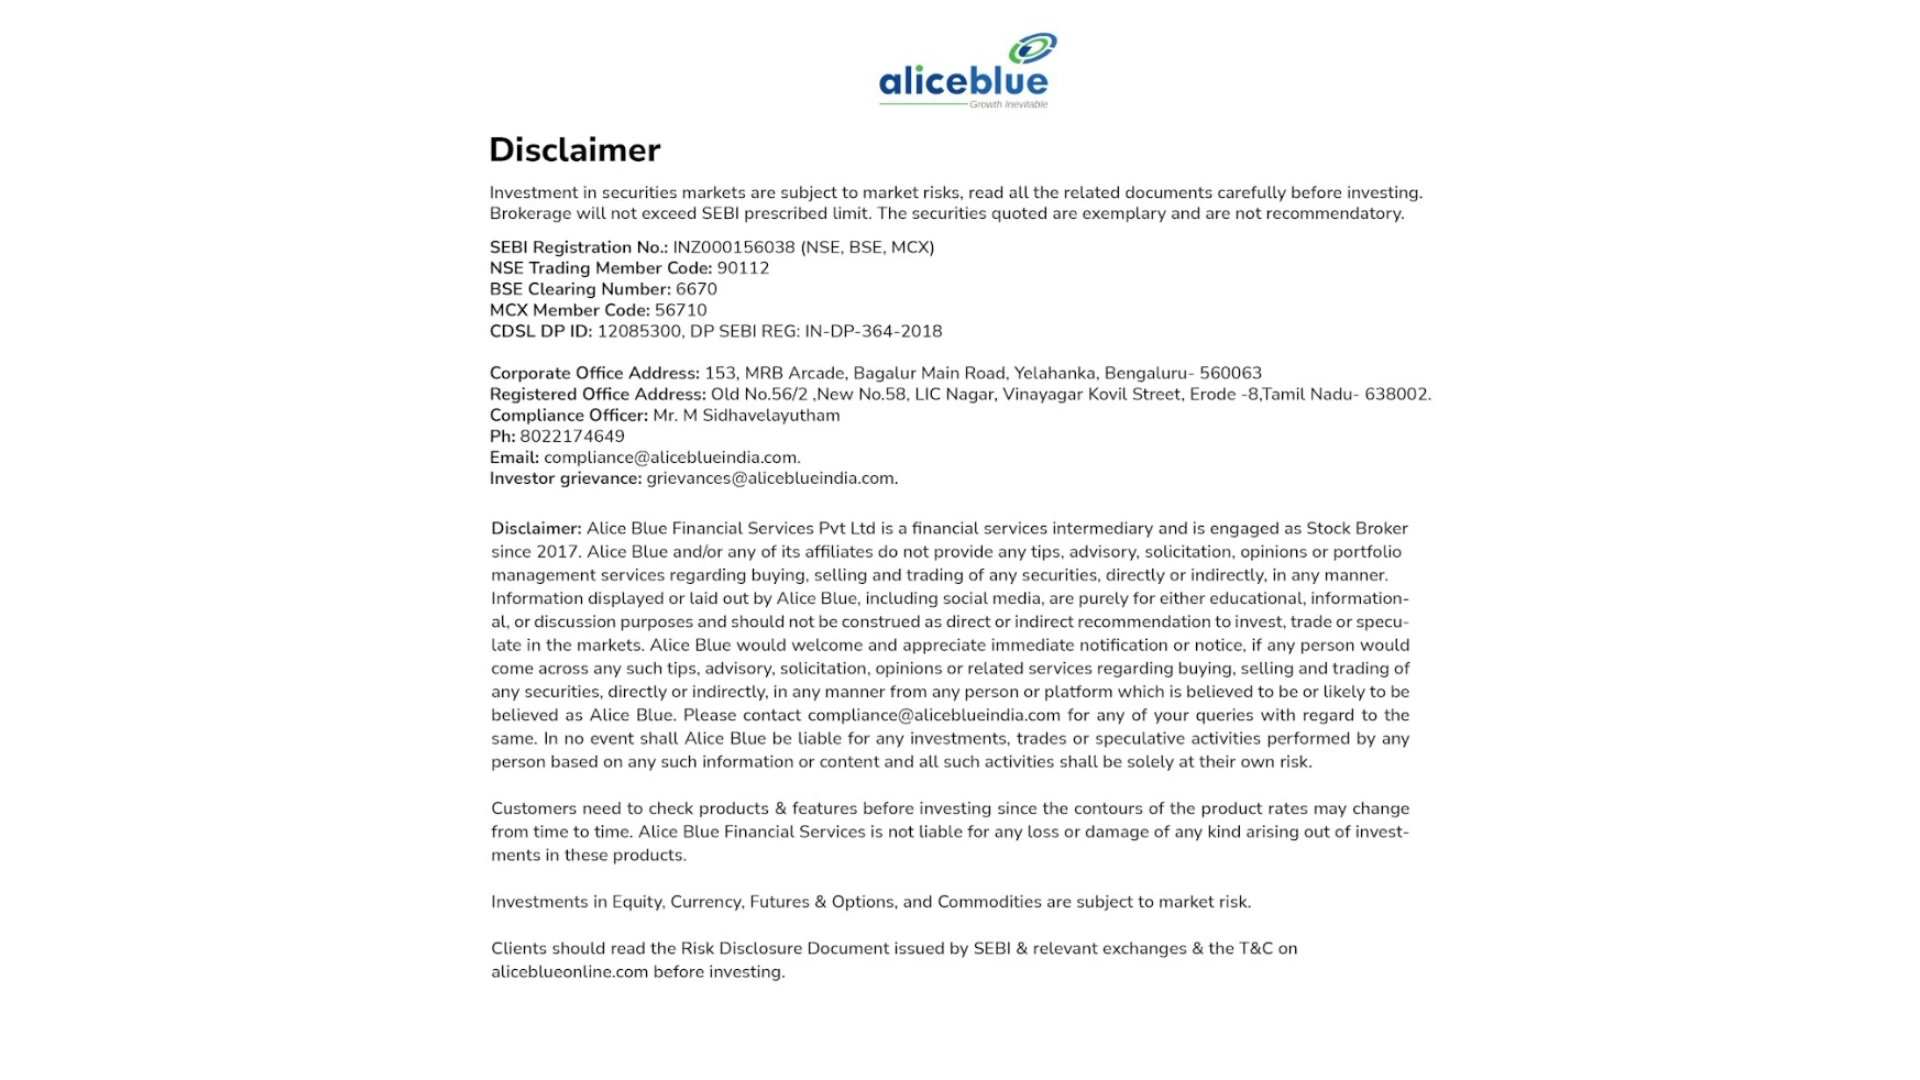 aliceblue
Growth Inevitable
Disclaimer
Investment in securities markets are subject to market risks, read all the related documents carefully before investing.
Brokerage will not exceed SEBI prescribed limit. The securities quoted are exemplary and are not recommendatory.
SEBI Registration No.: INZ000156038 (NSE, BSE, MCX)
NSE Trading Member Code: 90112
BSE Clearing Number: 6670
MCX Member Code: 56710
CDSL DP ID: 12085300, DP SEBI REG: IN-DP-364-2018
Corporate Office Address: 153, MRB Arcade, Bagalur Main Road, Yelahanka, Bengaluru- 560063
Registered Office Address: Old No.56/2 ,New No.58, LIC Nagar, Vinayagar Kovil Street, Erode -8,Tamil Nadu- 638002.
Compliance Officer: Mr. M Sidhavelayutham
Ph: 8022174649
Email: compliance@aliceblueindia.com.
Investor grievance: grievances@aliceblueindia.com.
Disclaimer: Alice Blue Financial Services Pvt Ltd is a financial services intermediary and is engaged as Stock Broker
since 2017. Alice Blue and/or any of its affiliates do not provide any tips, advisory, solicitation, opinions or portfolio
management services regarding buying, selling and trading of any securities, directly or indirectly, in any manner.
Information displayed or laid out by Alice Blue, including social media, are purely for either educational, information-
al, or discussion purposes and should not be construed as direct or indirect recommendation to invest, trade or specu-
late in the markets. Alice Blue would welcome and appreciate immediate notification or notice, if any person would
come across any such tips, advisory, solicitation, opinions or related services regarding buying, selling and trading of
any securities, directly or indirectly, in any manner from any person or platform which is believed to be or likely to be
believed as Alice Blue. Please contact compliance@aliceblueindia.com for any of your queries with regard to the
same. In no event shall Alice Blue be liable for any investments, trades or speculative activities performed by any
person based on any such information or content and all such activities shall be solely at their own risk.
Customers need to check products & features before investing since the contours of the product rates may change
from time to time. Alice Blue Financial Services is not liable for any loss or damage of any kind arising out of invest-
ments in these products.
Investments in Equity, Currency, Futures & Options, and Commodities are subject to market risk.
Clients should read the Risk Disclosure Document issued by SEBI & relevant exchanges & the T&C on
aliceblueonline.com before investing.